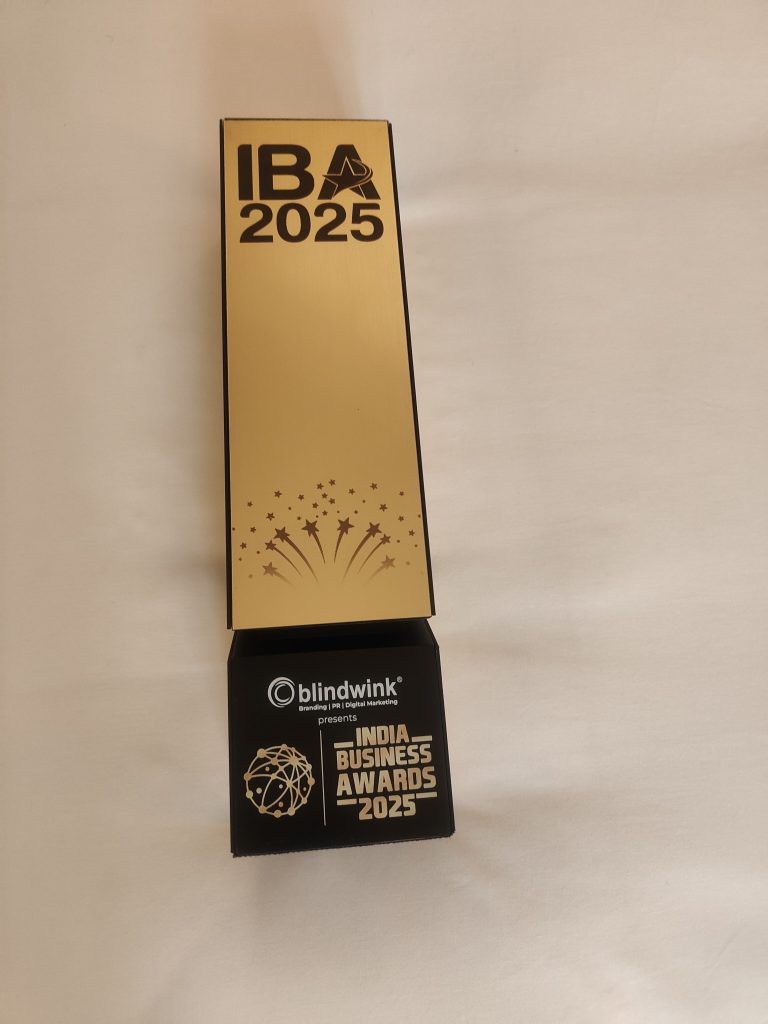 IBA
2025
blindwink®
Branding | PR | Digital Marketing
presents
INDIA
BUSINESS
AWARDS
2025